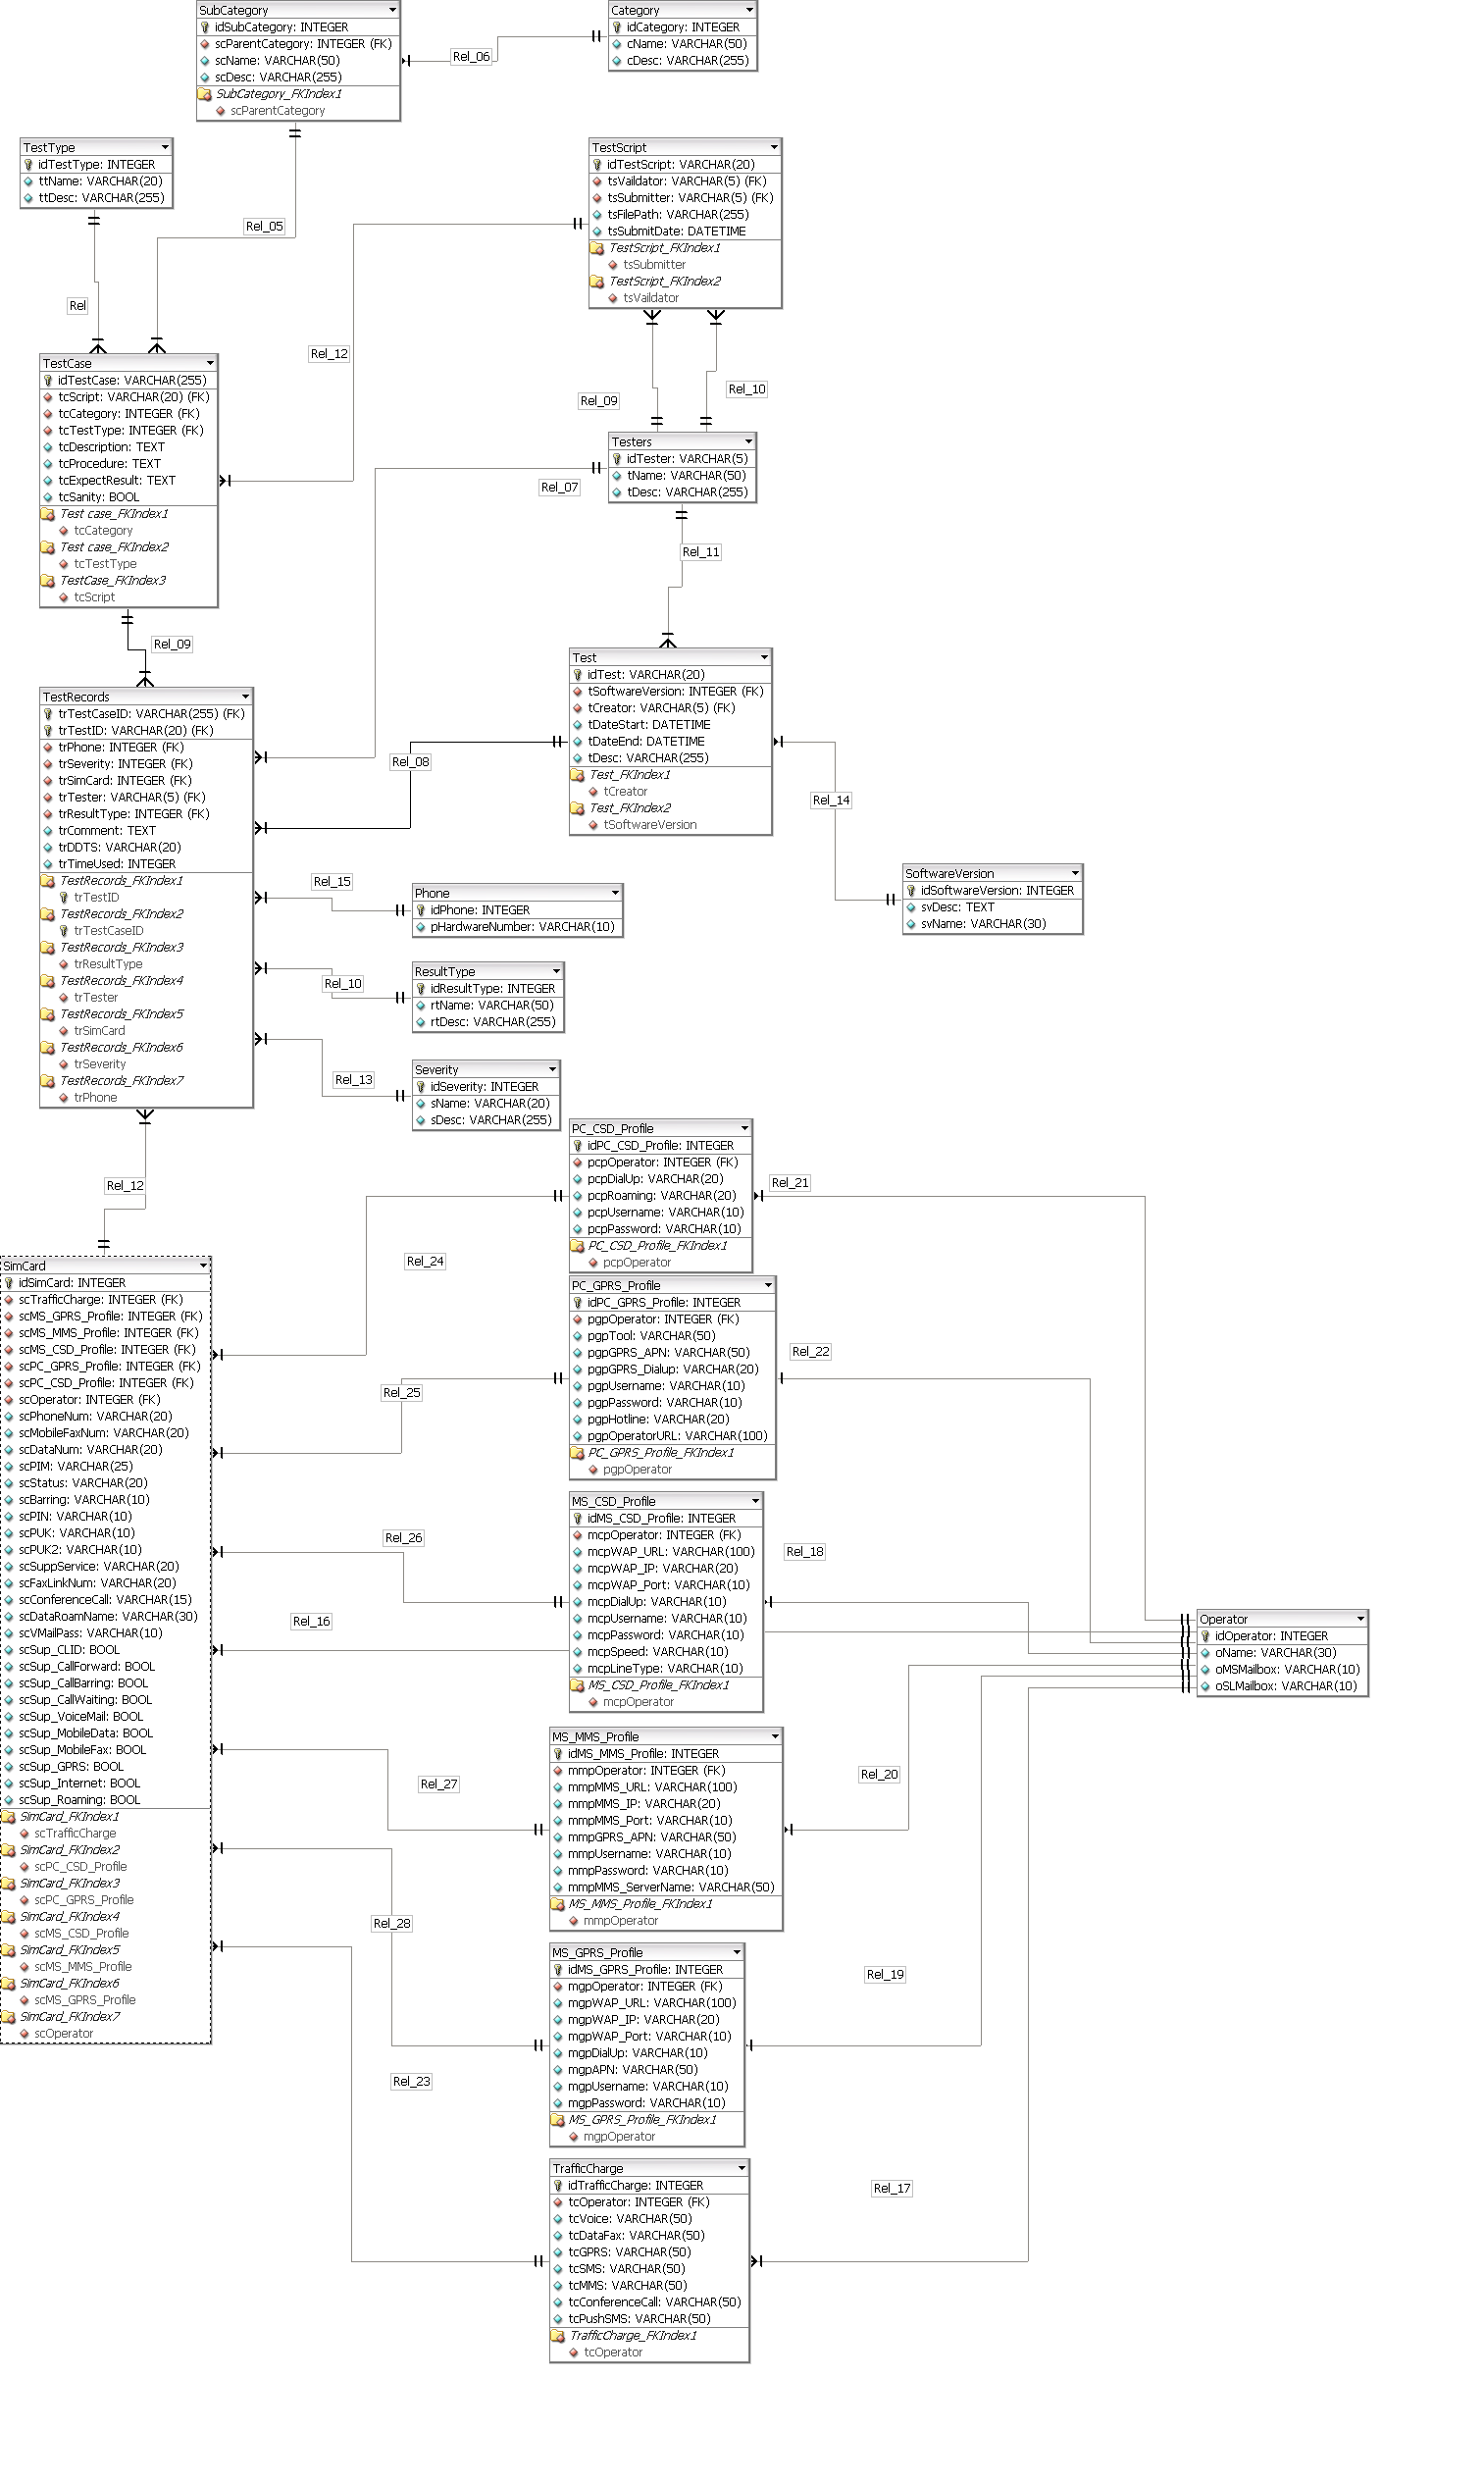 SubCategory
idSubCategory: INTEGER
scParentCategory: INTEGER (FK)
scName: VARCHAR(50)
scDesc: VARCHAR(255)
SubCategory_FKIndex1
scParentCategory
Rel_06
Category
idCategory: INTEGER
cName: VARCHAR(50)
cDesc: VARCHAR(255)
TestType
idTestType: INTEGER
ttName: VARCHAR(20)
ttDesc: VARCHAR(255)
Rel_05
Rel
TestScript
idTestScript: VARCHAR(20)
tsVaildator: VARCHAR(5) (FK)
tsSubmitter: VARCHAR(5) (FK)
tsFilePath: VARCHAR(255)
tsSubmitDate: DATETIME
TestScript_FKIndex1
tsSubmitter
TestScript_FKIndex2
tsVaildator
Rel_12
Rel_09
Rel_10
TestCase
idTestCase: VARCHAR(255)
tcScript: VARCHAR(20) (FK)
tcCategory: INTEGER (FK)
tcTestType: INTEGER (FK)
tcDescription: TEXT
tcProcedure: TEXT
tcExpectResult: TEXT
tcSanity: BOOL
Test case_FKIndex1
tcCategory
Test case_FKIndex2
tcTestType
TestCase_FKIndex3
tcScript
Testers
idTester: VARCHAR(5)
tName: VARCHAR(50)
tDesc: VARCHAR(255)
Rel_07
Rel_11
Rel_09
Test
idTest: VARCHAR(20)
tSoftwareVersion: INTEGER (FK)
tCreator: VARCHAR(5) (FK)
tDateStart: DATETIME
tDateEnd: DATETIME
tDesc: VARCHAR(255)
Test_FKIndex1
tCreator
Test_FKIndex2
tSoftwareVersion
TestRecords
trTestCaseID: VARCHAR(255) (FK)
trTestID: VARCHAR(20) (FK)
trPhone: INTEGER (FK)
trSeverity: INTEGER (FK)
trSimCard: INTEGER (FK)
trTester: VARCHAR(5) (FK)
trResultType: INTEGER (FK)
trComment: TEXT
trDDTS: VARCHAR(20)
trTimeUsed: INTEGER
TestRecords_FKIndex1
trTestID
TestRecords_FKIndex2
trTestCaseID
TestRecords_FKIndex3
trResultType
TestRecords_FKIndex4
trTester
TestRecords_FKIndex5
trSimCard
TestRecords_FKIndex6
trSeverity
TestRecords_FKIndex7
trPhone
Rel_08
Rel_14
SoftwareVersion
idSoftwareVersion: INTEGER
svDesc: TEXT
svName: VARCHAR(30)
Rel_15
Phone
idPhone: INTEGER
pHardwareNumber: VARCHAR(10)
Rel_10
ResultType
idResultType: INTEGER
rtName: VARCHAR(50)
rtDesc: VARCHAR(255)
Rel_13
Severity
idSeverity: INTEGER
sName: VARCHAR(20)
sDesc: VARCHAR(255)
Rel_12
PC_CSD_Profile
idPC_CSD_Profile: INTEGER
pcpOperator: INTEGER (FK)
pcpDialUp: VARCHAR(20)
pcpRoaming: VARCHAR(20)
pcpUsername: VARCHAR(10)
pcpPassword: VARCHAR(10)
PC_CSD_Profile_FKIndex1
pcpOperator
Rel_21
Rel_24
SimCard
idSimCard: INTEGER
scTrafficCharge: INTEGER (FK)
scMS_GPRS_Profile: INTEGER (FK)
scMS_MMS_Profile: INTEGER (FK)
scMS_CSD_Profile: INTEGER (FK)
scPC_GPRS_Profile: INTEGER (FK)
scPC_CSD_Profile: INTEGER (FK)
scOperator: INTEGER (FK)
scPhoneNum: VARCHAR(20)
scMobileFaxNum: VARCHAR(20)
scDataNum: VARCHAR(20)
scPIM: VARCHAR(25)
scStatus: VARCHAR(20)
scBarring: VARCHAR(10)
scPIN: VARCHAR(10)
scPUK: VARCHAR(10)
scPUK2: VARCHAR(10)
scSuppService: VARCHAR(20)
scFaxLinkNum: VARCHAR(20)
scConferenceCall: VARCHAR(15)
scDataRoamName: VARCHAR(30)
scVMailPass: VARCHAR(10)
scSup_CLID: BOOL
scSup_CallForward: BOOL
scSup_CallBarring: BOOL
scSup_CallWaiting: BOOL
scSup_VoiceMail: BOOL
scSup_MobileData: BOOL
scSup_MobileFax: BOOL
scSup_GPRS: BOOL
scSup_Internet: BOOL
scSup_Roaming: BOOL
SimCard_FKIndex1
scTrafficCharge
SimCard_FKIndex2
scPC_CSD_Profile
SimCard_FKIndex3
scPC_GPRS_Profile
SimCard_FKIndex4
scMS_CSD_Profile
SimCard_FKIndex5
scMS_MMS_Profile
SimCard_FKIndex6
scMS_GPRS_Profile
SimCard_FKIndex7
scOperator
PC_GPRS_Profile
idPC_GPRS_Profile: INTEGER
pgpOperator: INTEGER (FK)
pgpTool: VARCHAR(50)
pgpGPRS_APN: VARCHAR(50)
pgpGPRS_Dialup: VARCHAR(20)
pgpUsername: VARCHAR(10)
pgpPassword: VARCHAR(10)
pgpHotline: VARCHAR(20)
pgpOperatorURL: VARCHAR(100)
PC_GPRS_Profile_FKIndex1
pgpOperator
Rel_22
Rel_25
MS_CSD_Profile
idMS_CSD_Profile: INTEGER
mcpOperator: INTEGER (FK)
mcpWAP_URL: VARCHAR(100)
mcpWAP_IP: VARCHAR(20)
mcpWAP_Port: VARCHAR(10)
mcpDialUp: VARCHAR(10)
mcpUsername: VARCHAR(10)
mcpPassword: VARCHAR(10)
mcpSpeed: VARCHAR(10)
mcpLineType: VARCHAR(10)
MS_CSD_Profile_FKIndex1
mcpOperator
Rel_26
Rel_18
Rel_16
Operator
idOperator: INTEGER
oName: VARCHAR(30)
oMSMailbox: VARCHAR(10)
oSLMailbox: VARCHAR(10)
MS_MMS_Profile
idMS_MMS_Profile: INTEGER
mmpOperator: INTEGER (FK)
mmpMMS_URL: VARCHAR(100)
mmpMMS_IP: VARCHAR(20)
mmpMMS_Port: VARCHAR(10)
mmpGPRS_APN: VARCHAR(50)
mmpUsername: VARCHAR(10)
mmpPassword: VARCHAR(10)
mmpMMS_ServerName: VARCHAR(50)
MS_MMS_Profile_FKIndex1
mmpOperator
Rel_27
Rel_20
Rel_28
MS_GPRS_Profile
idMS_GPRS_Profile: INTEGER
mgpOperator: INTEGER (FK)
mgpWAP_URL: VARCHAR(100)
mgpWAP_IP: VARCHAR(20)
mgpWAP_Port: VARCHAR(10)
mgpDialUp: VARCHAR(10)
mgpAPN: VARCHAR(50)
mgpUsername: VARCHAR(10)
mgpPassword: VARCHAR(10)
MS_GPRS_Profile_FKIndex1
mgpOperator
Rel_19
Rel_23
TrafficCharge
idTrafficCharge: INTEGER
tcOperator: INTEGER (FK)
tcVoice: VARCHAR(50)
tcDataFax: VARCHAR(50)
tcGPRS: VARCHAR(50)
tcSMS: VARCHAR(50)
tcMMS: VARCHAR(50)
tcConferenceCall: VARCHAR(50)
tcPushSMS: VARCHAR(50)
TrafficCharge_FKIndex1
tcOperator
Rel_17